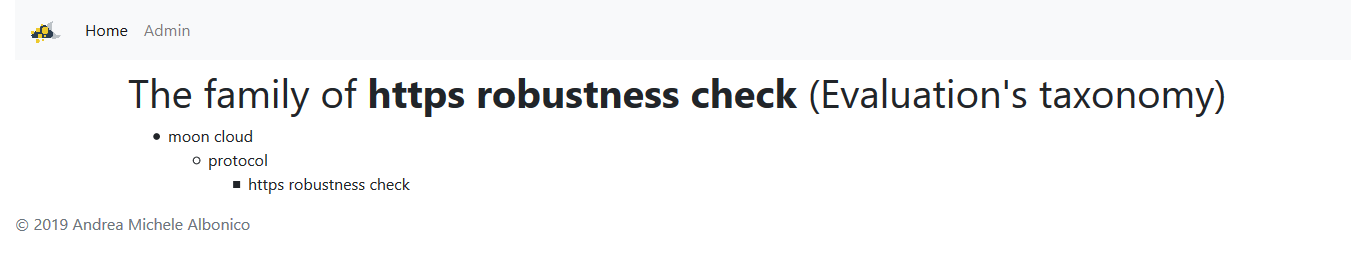 Home Admin
The family of https robustness check (Evaluation's taxonomy)
moon cloud
protocol
https robustness check
© 2019 Andrea Michele Albonico